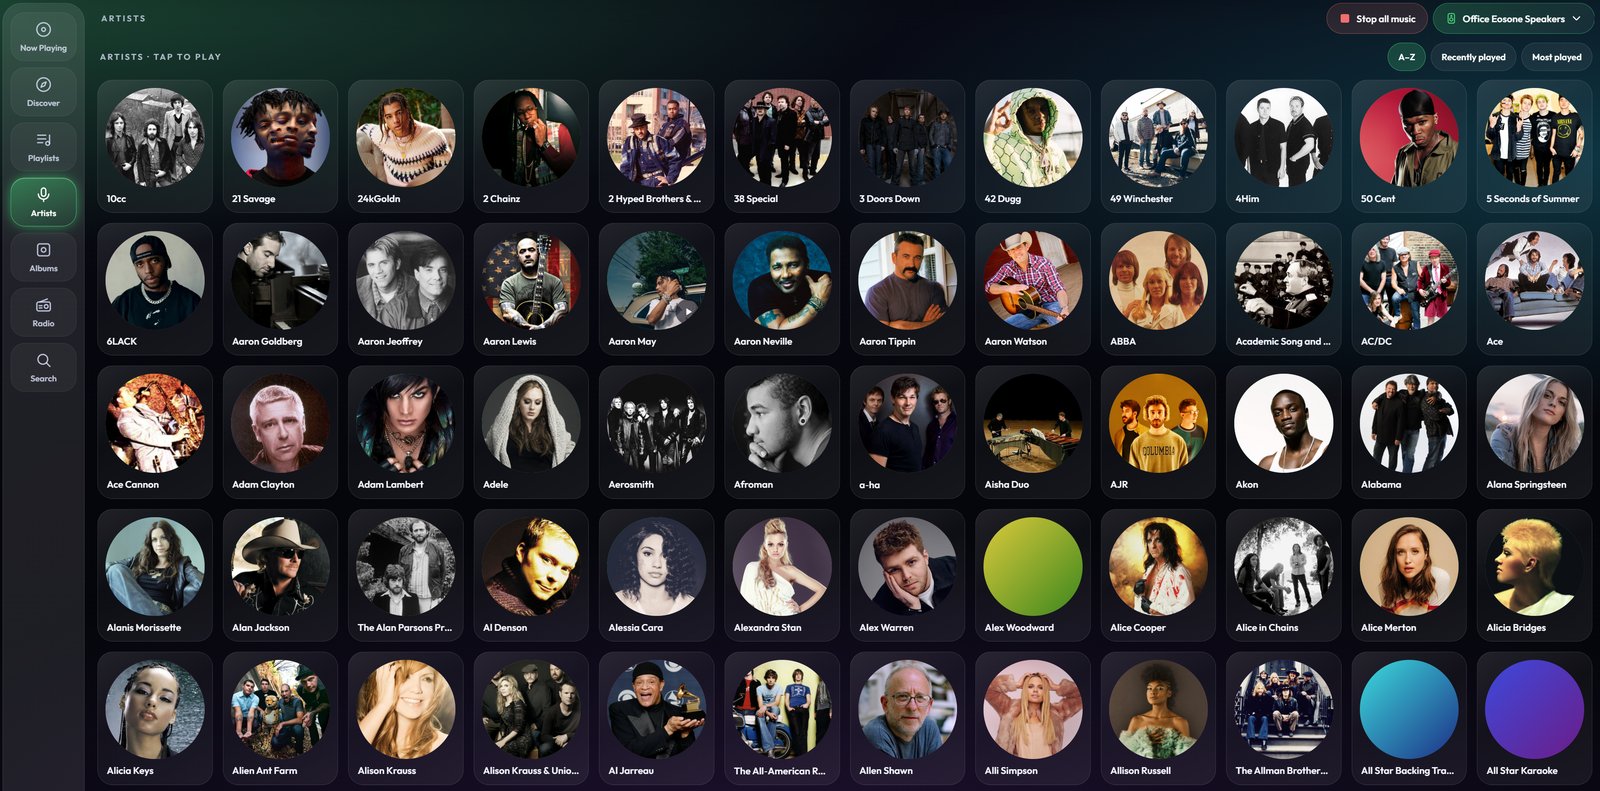 Now Playing
Discover
Playlists
Artists
Albums
Radio
Search
ARTISTS
Stop all music
Office Eosone Speakers
ARTISTS · TAP TO PLAY
A–Z
Recently played
Most played
10cc
21 Savage
24kGoldn
2 Chainz
2 Hyped Brothers & ...
38 Special
3 Doors Down
42 Dugg
49 Winchester
4Him
50 Cent
5 Seconds of Summer
6LACK
Aaron Goldberg
Aaron Jeoffrey
Aaron Lewis
Aaron May
Aaron Neville
Aaron Tippin
Aaron Watson
ABBA
Academic Song and ...
AC/DC
Ace
Ace Cannon
Adam Clayton
Adam Lambert
Adele
Aerosmith
Afroman
a-ha
Aisha Duo
COLUMBIA
AJR
Akon
Alabama
Alana Springsteen
Alanis Morissette
Alan Jackson
The Alan Parsons Pr...
Al Denson
Alessia Cara
Alexandra Stan
Alex Warren
Alex Woodward
Alice Cooper
Alice in Chains
Alice Merton
Alicia Bridges
Alicia Keys
Alien Ant Farm
Alison Krauss
Alison Krauss & Unio...
Al Jarreau
The All-American R...
Allen Shawn
Alli Simpson
Allison Russell
The Allman Brother...
All Star Backing Tra...
All Star Karaoke